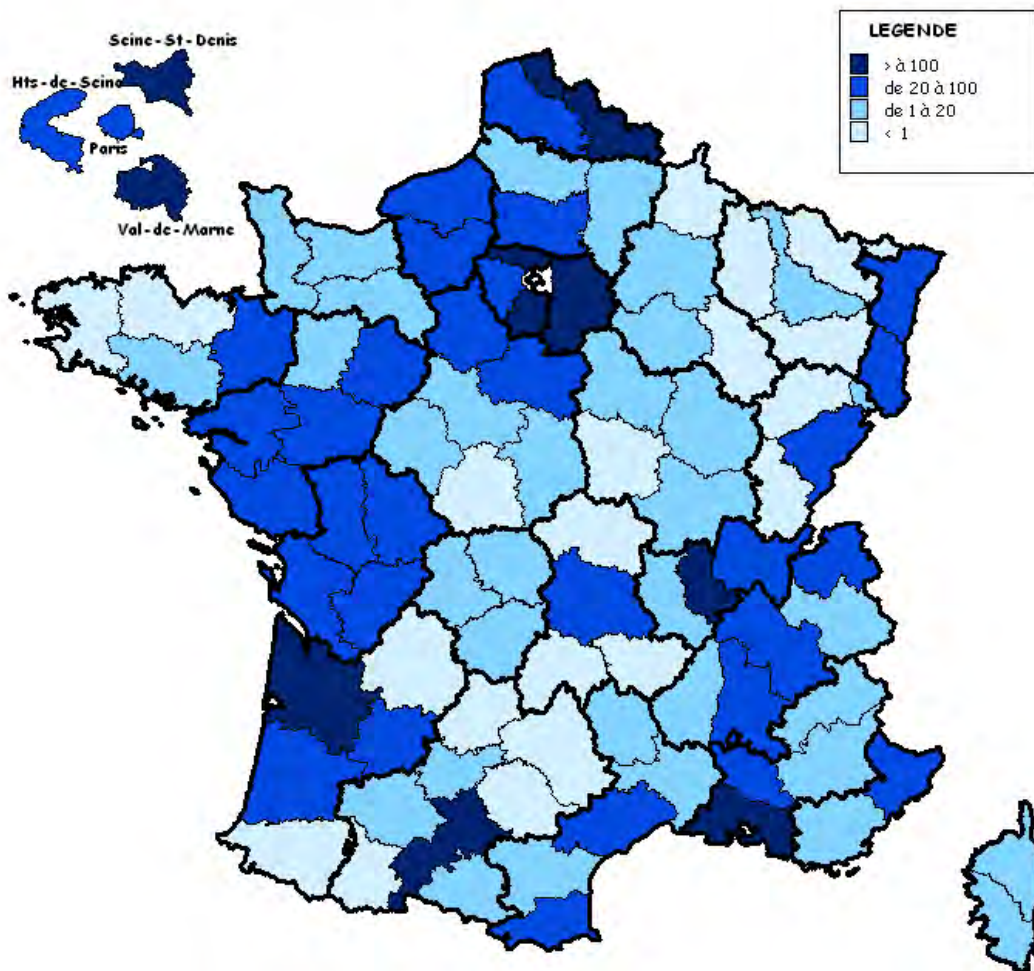 Seine-St-Denis
Hts-de-Seine
Paris
Val-de-Marne
LEGENDE
> à 100
de 20 à 100
de 1 à 20
< 1